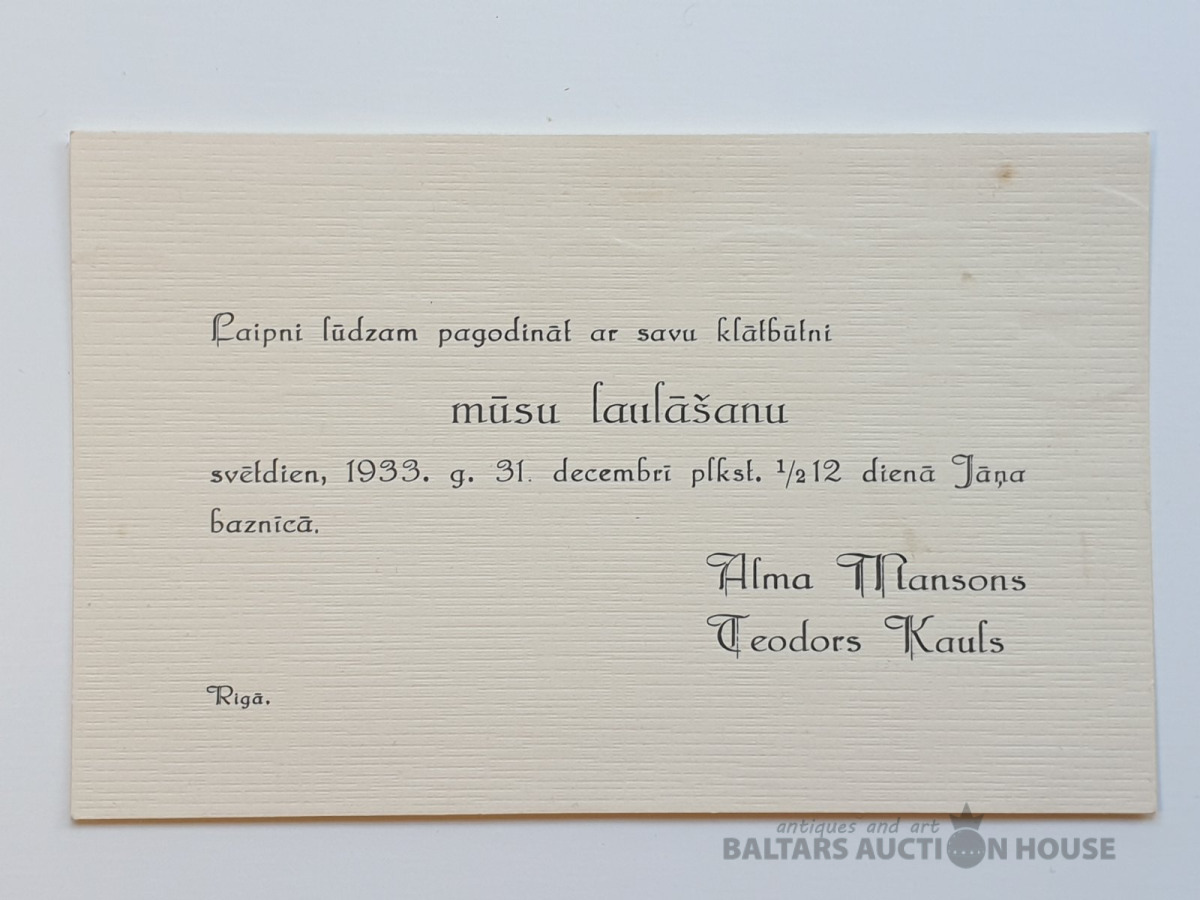 Laipni lūdzam pagodināt ar savu klātbūtni
mūsu laulāšanu
svētdien, 1933. g. 31. decembrī plkst. ½12 dienā Jāņa
baznīcā.
Alma Mansons
Teodors Kauls
Rigā.
antiques and art
BALTARS AUCTION HOUSE